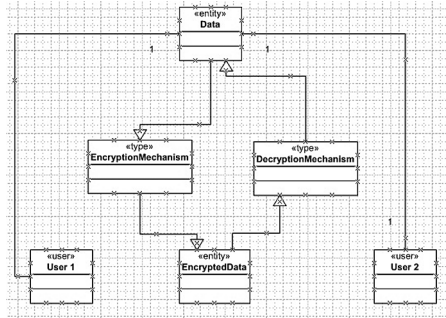 «entity»
Data
1
1
«type»
EncryptionMechanism
«type»
DecryptionMechanism
1
«user»
User 1
«entity»
EncryptedData
«user»
User 2